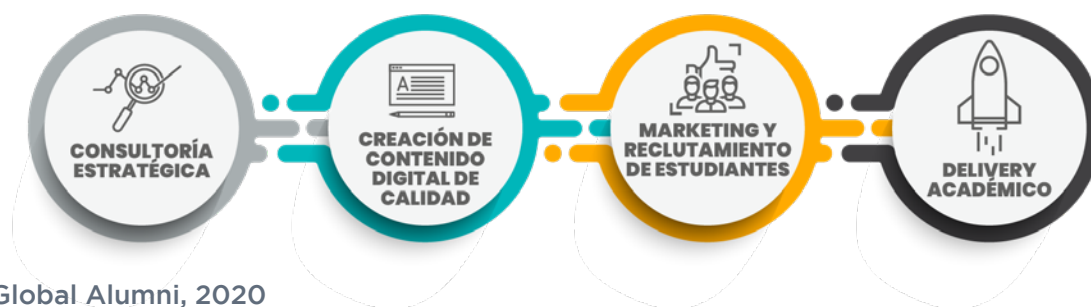 CONSULTORÍA
ESTRATÉGICA
CREACIÓN DE
CONTENIDO
DIGITAL DE
CALIDAD
MARKETING Y
RECLUTAMIENTO
DE ESTUDIANTES
DELIVERY
ACADÉMICO
A
Global Alumni, 2020